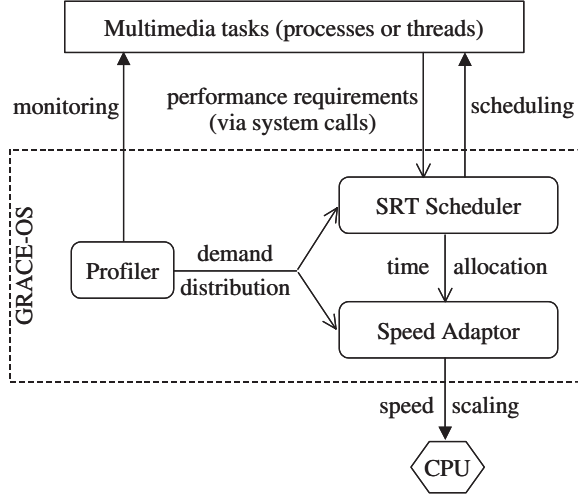 Multimedia tasks (processes or threads)
monitoring
performance requirements
(via system calls)
scheduling
GRACE-OS
SRT Scheduler
Profiler
demand
distribution
time allocation
Speed Adaptor
speed scaling
CPU